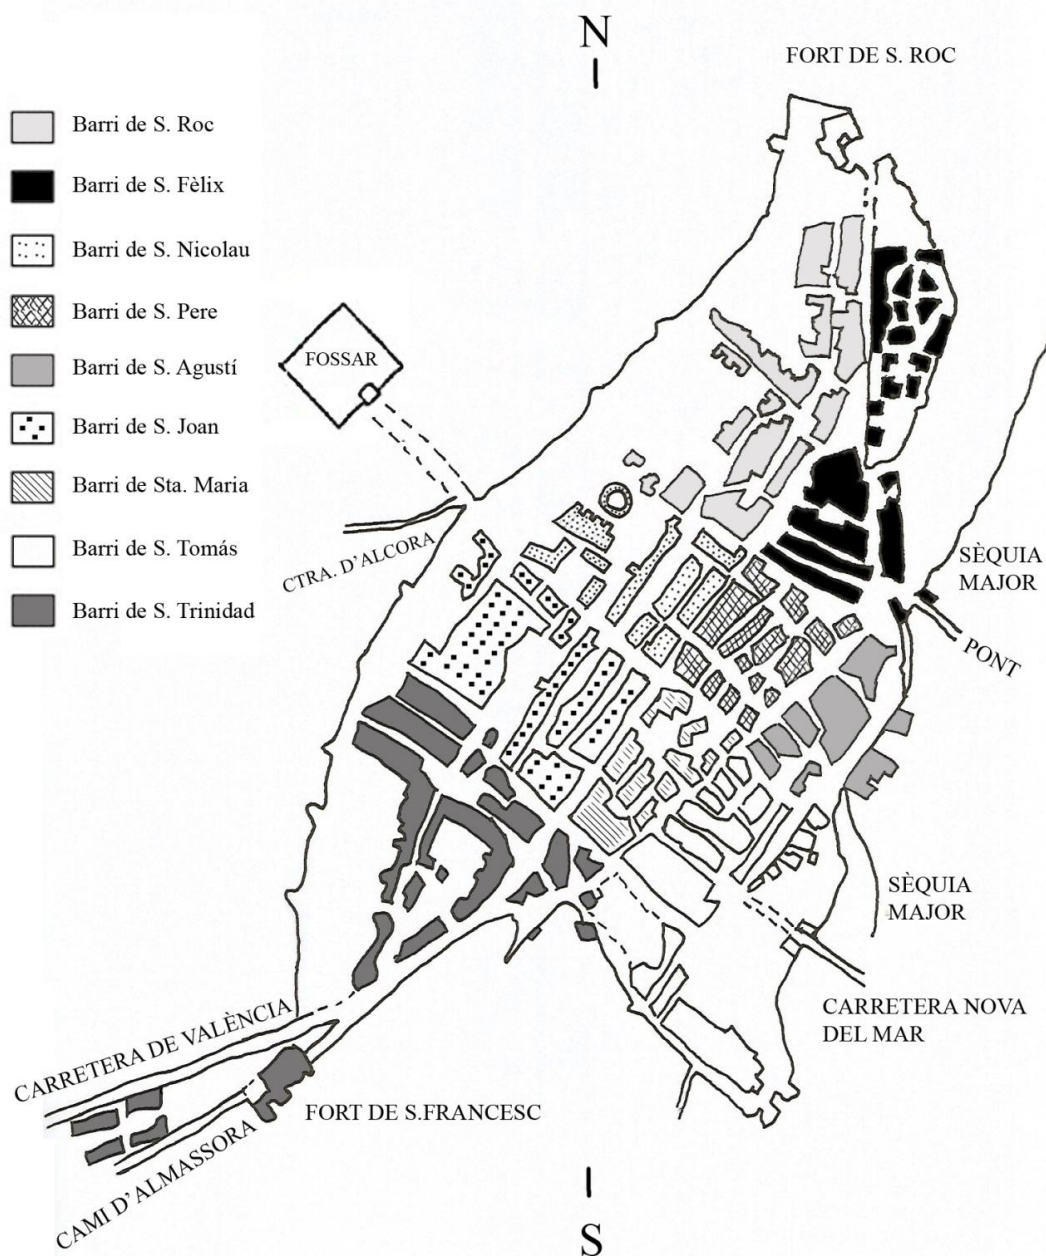 N
FORT DE S. ROC
Barri de S. Roc
Barri de S. Fèlix
Barri de S. Nicolau
Barri de S. Pere
Barri de S. Agustí
Barri de S. Joan
Barri de Sta. Maria
Barri de S. Tomás
Barri de S. Trinidad
FOSSAR
CTRA. D'ALCORA
SÈQUIA
MAJOR
PONT
SÈQUIA
MAJOR
CARRETERA NOVA
DEL MAR
CARRETERA DE VALÈNCIA
FORT DE S.FRANCESC
CAMI D'ALMASSORA
S